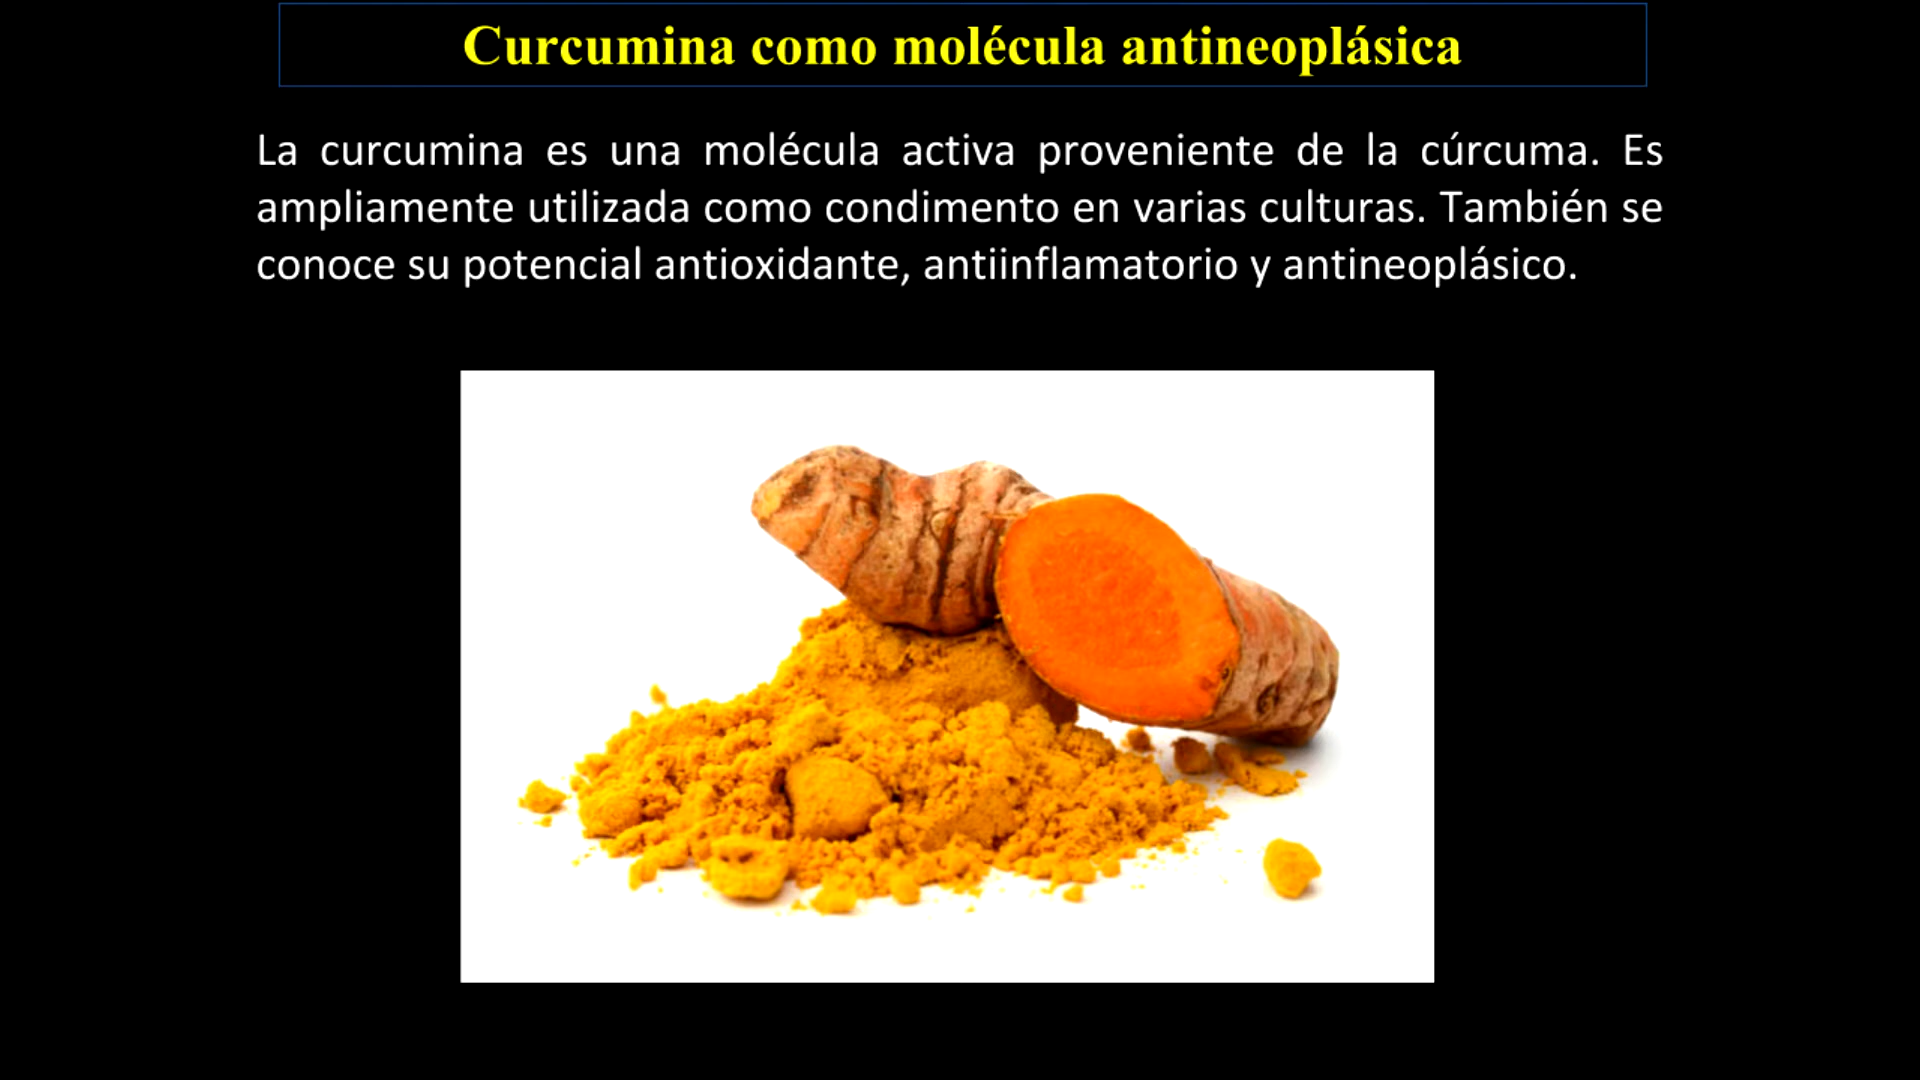 Curcumina como molécula antineoplásica
La curcumina es una molécula activa proveniente de la cúrcuma. Es
ampliamente utilizada como condimento en varias culturas. También se
conoce su potencial antioxidante, antiinflamatorio y antineoplásico.